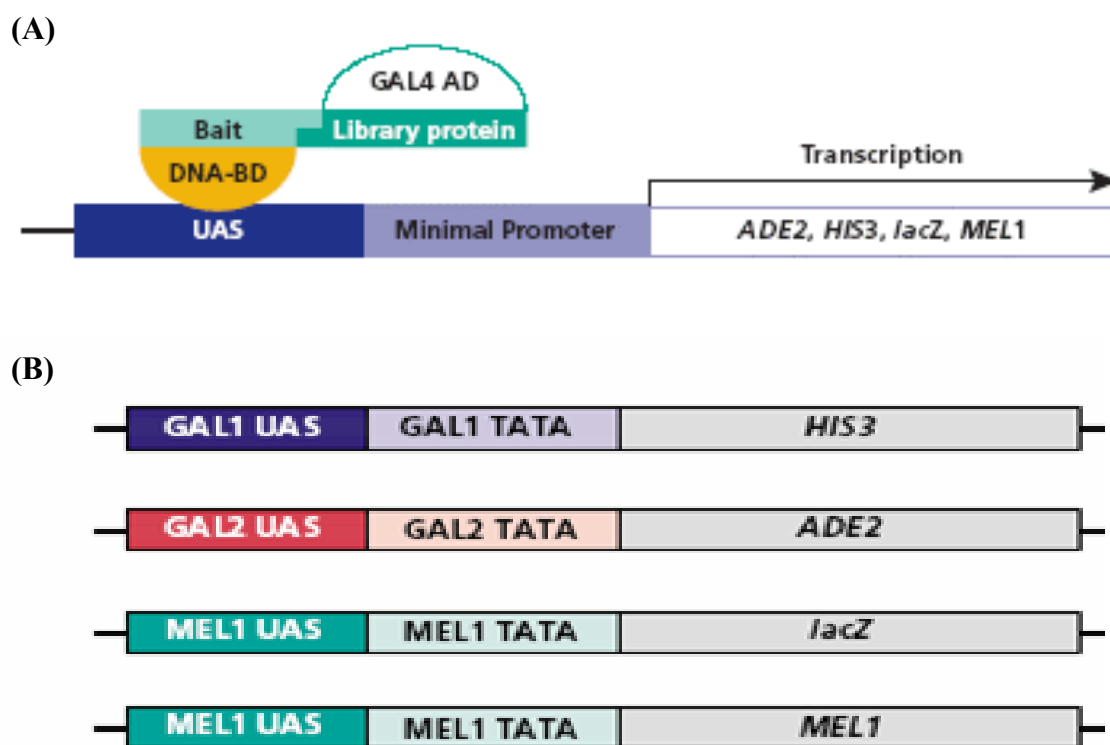 (A)
GAL4 AD
Bait
Library protein
DNA-BD
Transcription
UAS
Minimal Promoter
ADE2, HIS3, lacZ, MEL1
(B)
GAL1 UAS
GAL1 TATA
HIS3
GAL2 UAS
GAL2 TATA
ADE2
MEL1 UAS
MEL1 TATA
lacZ
MEL1 UAS
MEL1 TATA
MEL1